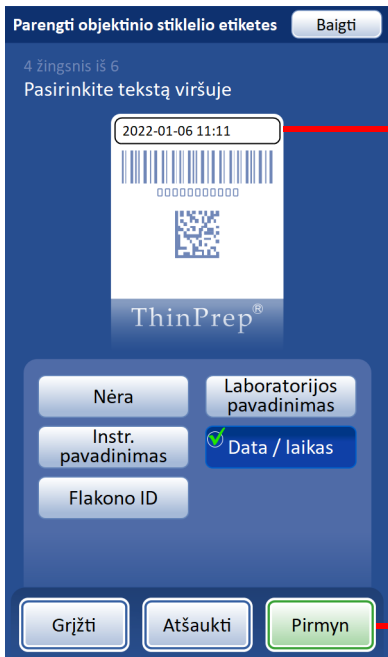 Parengti objektinio stiklelio etiketes
Baigti
4 žingsnis iš 6
Pasirinkite tekstą viršuje
2022-01-06 11:11
00000000000
ThinPrep®
Nėra
Laboratorijos
pavadinimas
Instr.
pavadinimas
Data / laikas
Flakono ID
Grįžti
Atšaukti
Pirmyn